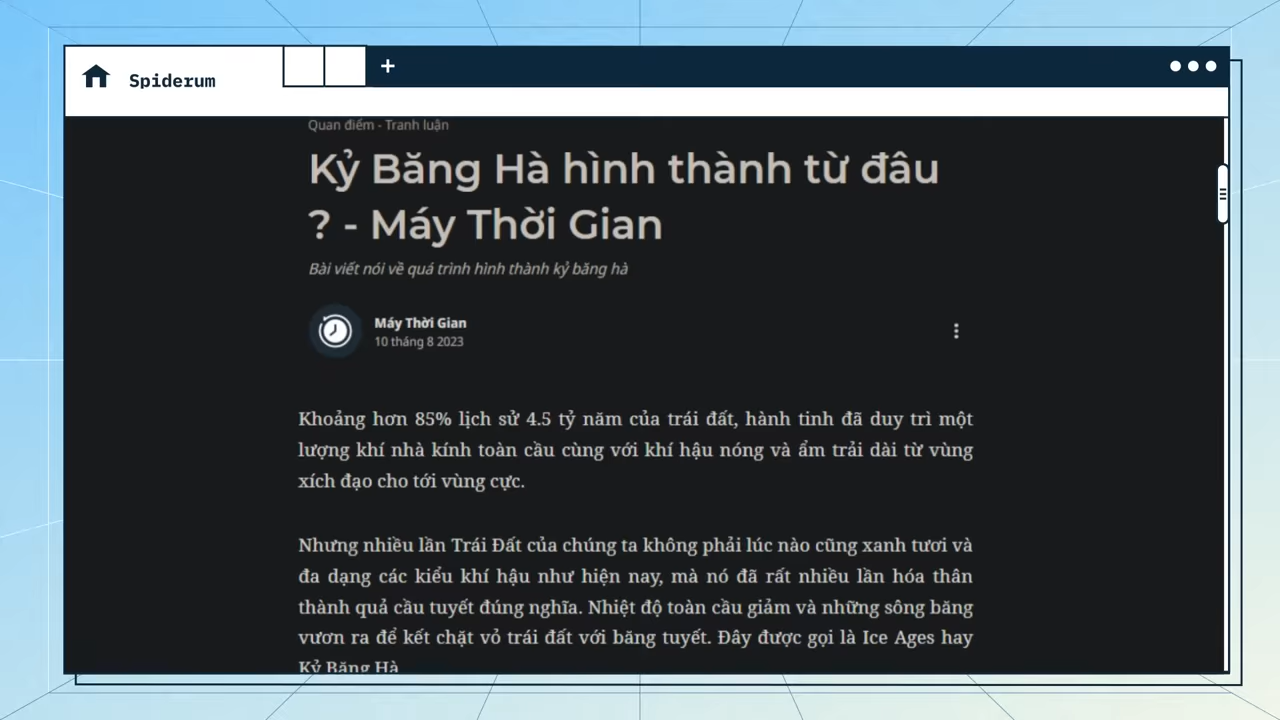 Spiderum
Quan điểm - Tranh luận
Kỷ Băng Hà hình thành từ đâu
? - Máy Thời Gian
Bài viết nói về quá trình hình thành kỷ băng hà
Máy Thời Gian
10 tháng 8 2023
Khoảng hơn 85% lịch sử 4.5 tỷ năm của trái đất, hành tinh đã duy trì một
lượng khí nhà kính toàn cầu cùng với khí hậu nóng và ẩm trải dài từ vùng
xích đạo cho tới vùng cực.
Nhưng nhiều lần Trái Đất của chúng ta không phải lúc nào cũng xanh tươi và
đa dạng các kiểu khí hậu như hiện nay, mà nó đã rất nhiều lần hóa thân
thành quả cầu tuyết đúng nghĩa. Nhiệt độ toàn cầu giảm và những sông băng
vươn ra để kết chặt vỏ trái đất với băng tuyết. Đây được gọi là Ice Ages hay
Kỷ Băng Hà